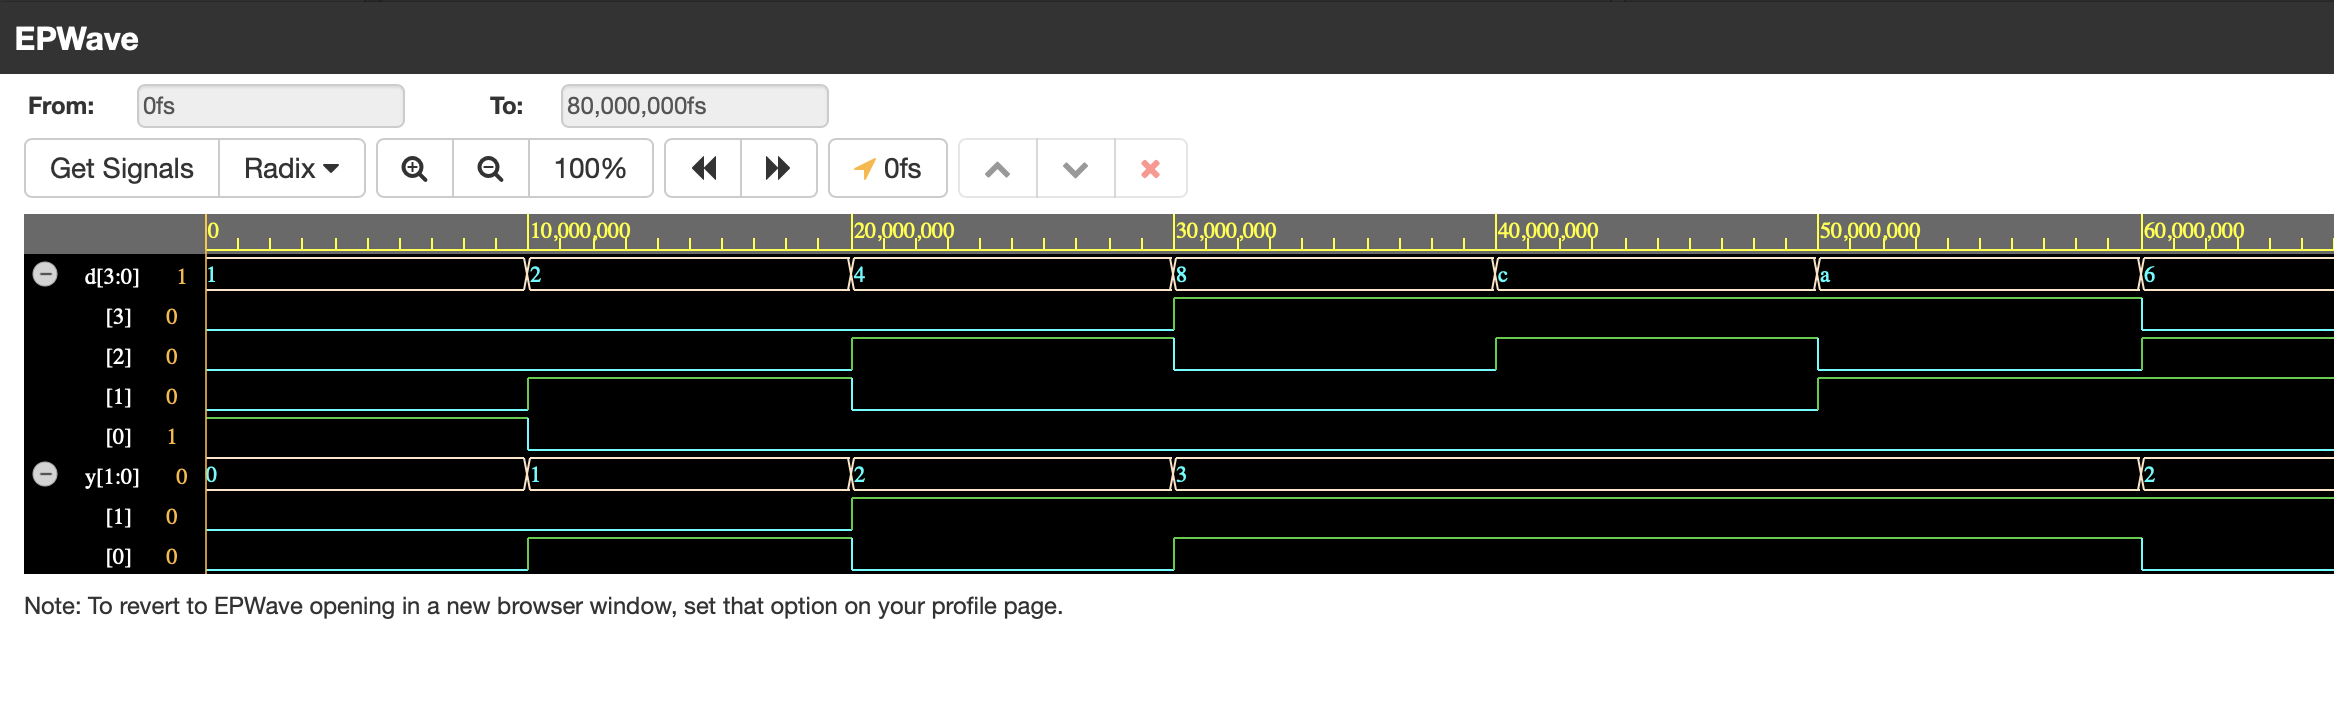 EPWave
From: 0fs To: 80,000,000fs
Get Signals Radix 100% 0fs
0 10,000,000 20,000,000 30,000,000 40,000,000 50,000,000 60,000,000
d[3:0] 1 1 2 4 8 c a 6
[3] 0
[2] 0
[1] 0
[0] 1
y[1:0] 0 0 1 2 3 2
[1] 0
[0] 0
Note: To revert to EPWave opening in a new browser window, set that option on your profile page.